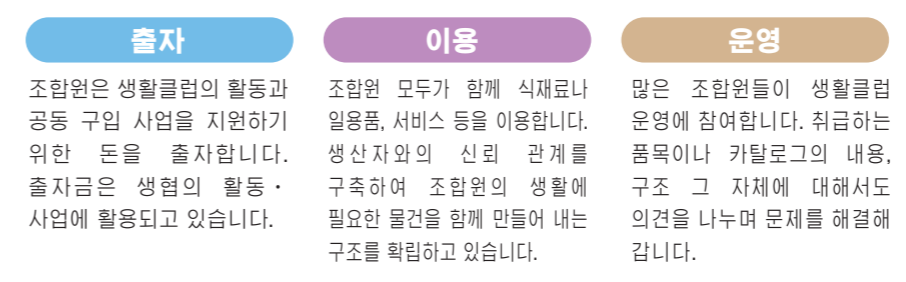 출자
조합원은 생활클럽의 활동과
공동 구입 사업을 지원하기
위한 돈을 출자합니다.
출자금은 생협의 활동・
사업에 활용되고 있습니다.
이용
조합원 모두가 함께 식재료나
일용품, 서비스 등을 이용합니다.
생산자와의 신뢰 관계를
구축하여 조합원의 생활에
필요한 물건을 함께 만들어 내는
구조를 확립하고 있습니다.
운영
많은 조합원들이 생활클럽
운영에 참여합니다. 취급하는
품목이나 카탈로그의 내용,
구조 그 자체에 대해서도
의견을 나누며 문제를 해결해
갑니다.